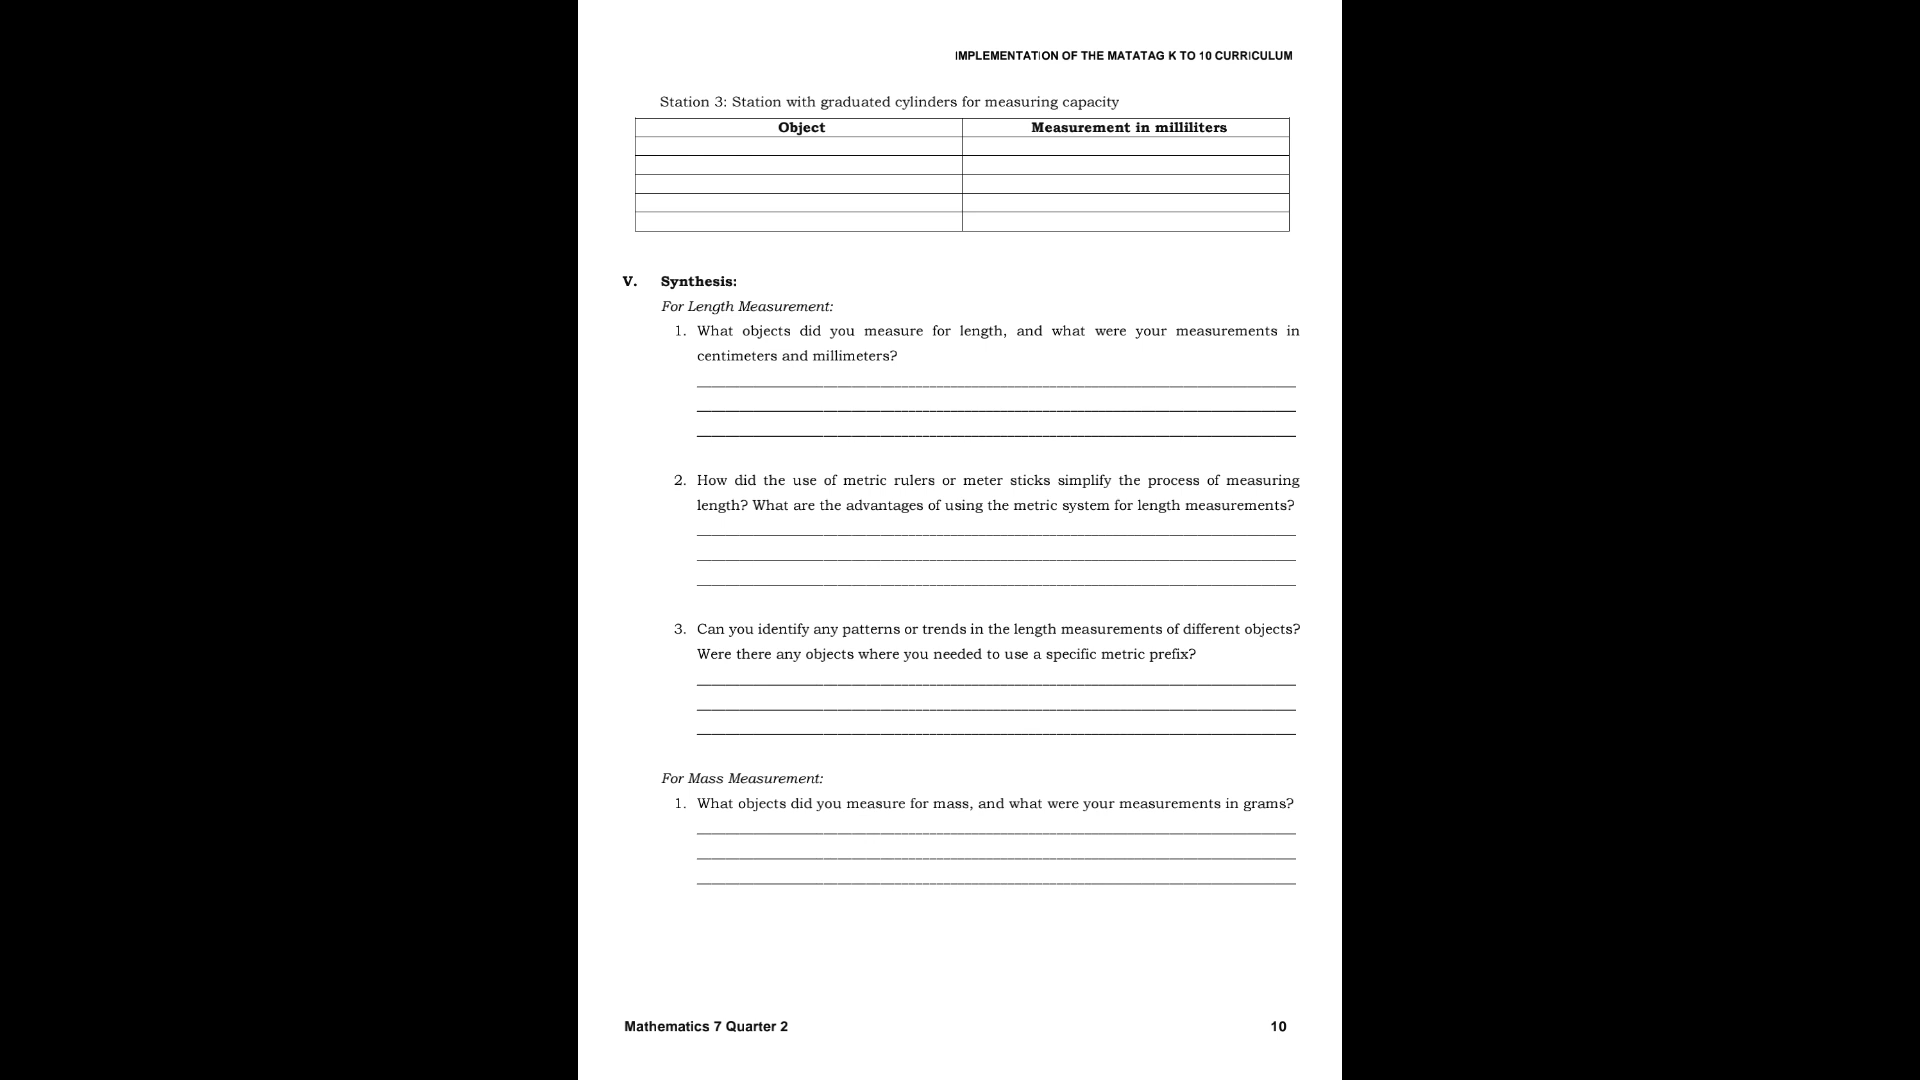 IMPLEMENTATION OF THE MATATAG K TO 10 CURRICULUM
Station 3: Station with graduated cylinders for measuring capacity
Object Measurement in milliliters
V. Synthesis:
For Length Measurement:
1. What objects did you measure for length, and what were your measurements in
centimeters and millimeters?
2. How did the use of metric rulers or meter sticks simplify the process of measuring
length? What are the advantages of using the metric system for length measurements?
3. Can you identify any patterns or trends in the length measurements of different objects?
Were there any objects where you needed to use a specific metric prefix?
For Mass Measurement:
1. What objects did you measure for mass, and what were your measurements in grams?
Mathematics 7 Quarter 2 10